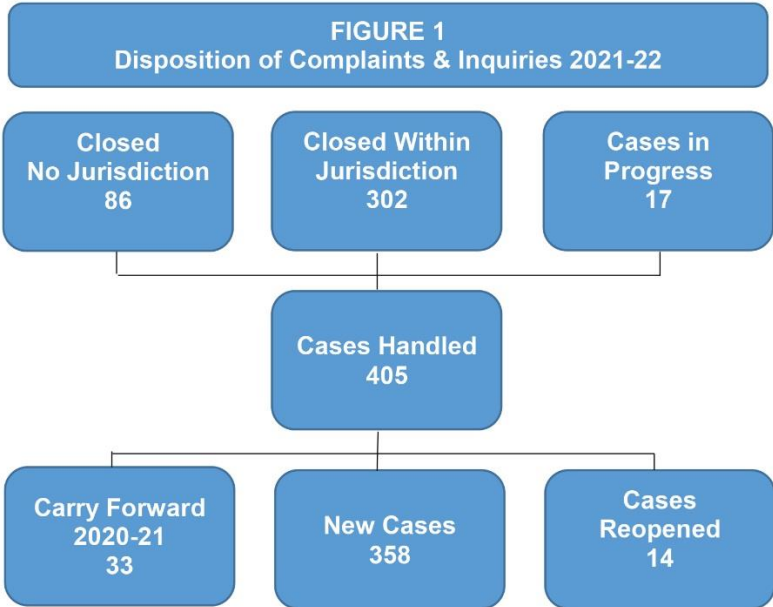 FIGURE 1
Disposition of Complaints & Inquiries 2021-22
Closed
No Jurisdiction
86
Closed Within
Jurisdiction
302
Cases in
Progress
17
Cases Handled
405
Carry Forward
2020-21
33
New Cases
358
Cases
Reopened
14